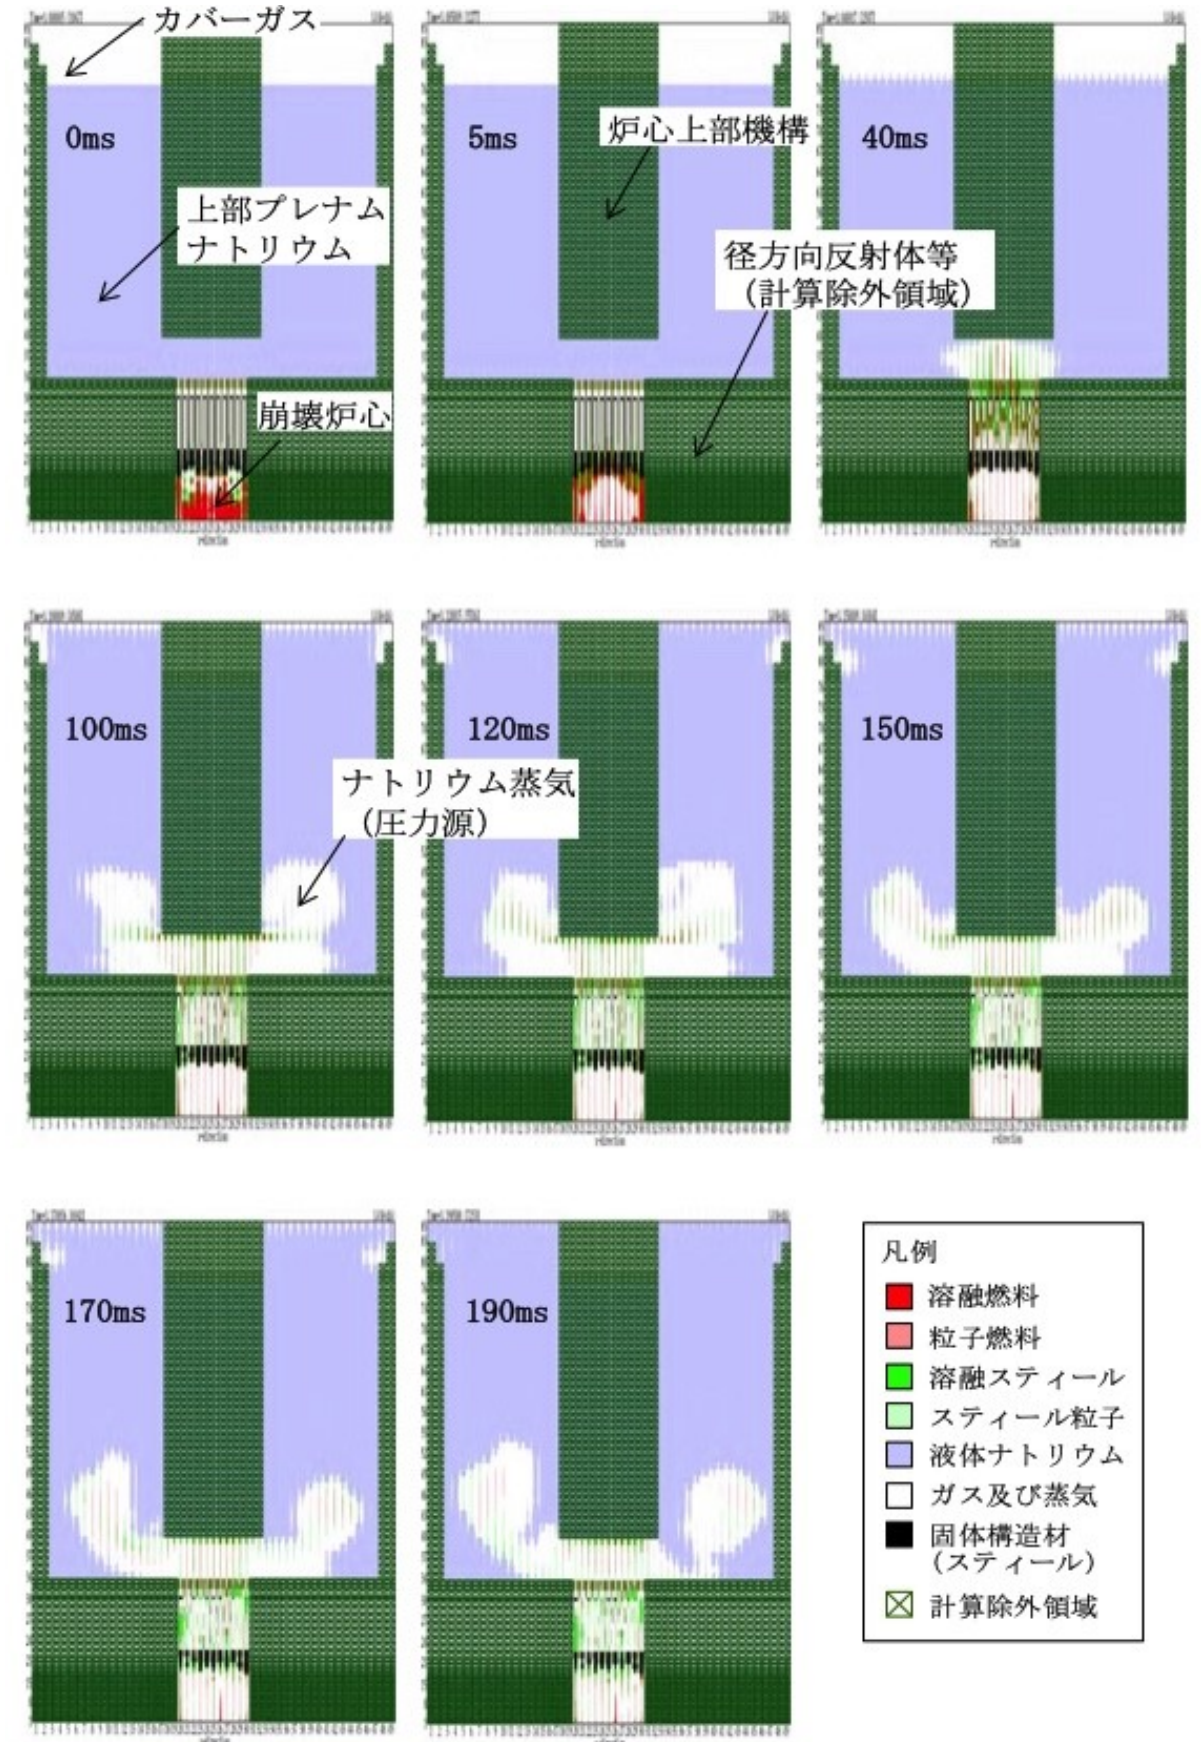 カバーガス
0ms
上部プレナム
ナトリウム
崩壊炉心
5ms
炉心上部機構
径方向反射体等
（計算除外領域）
40ms
100ms
ナトリウム蒸気
（圧力源）
120ms
150ms
170ms
190ms
凡例
溶融燃料
粒子燃料
溶融スティール
スティール粒子
液体ナトリウム
ガス及び蒸気
固体構造材
（スティール）
計算除外領域